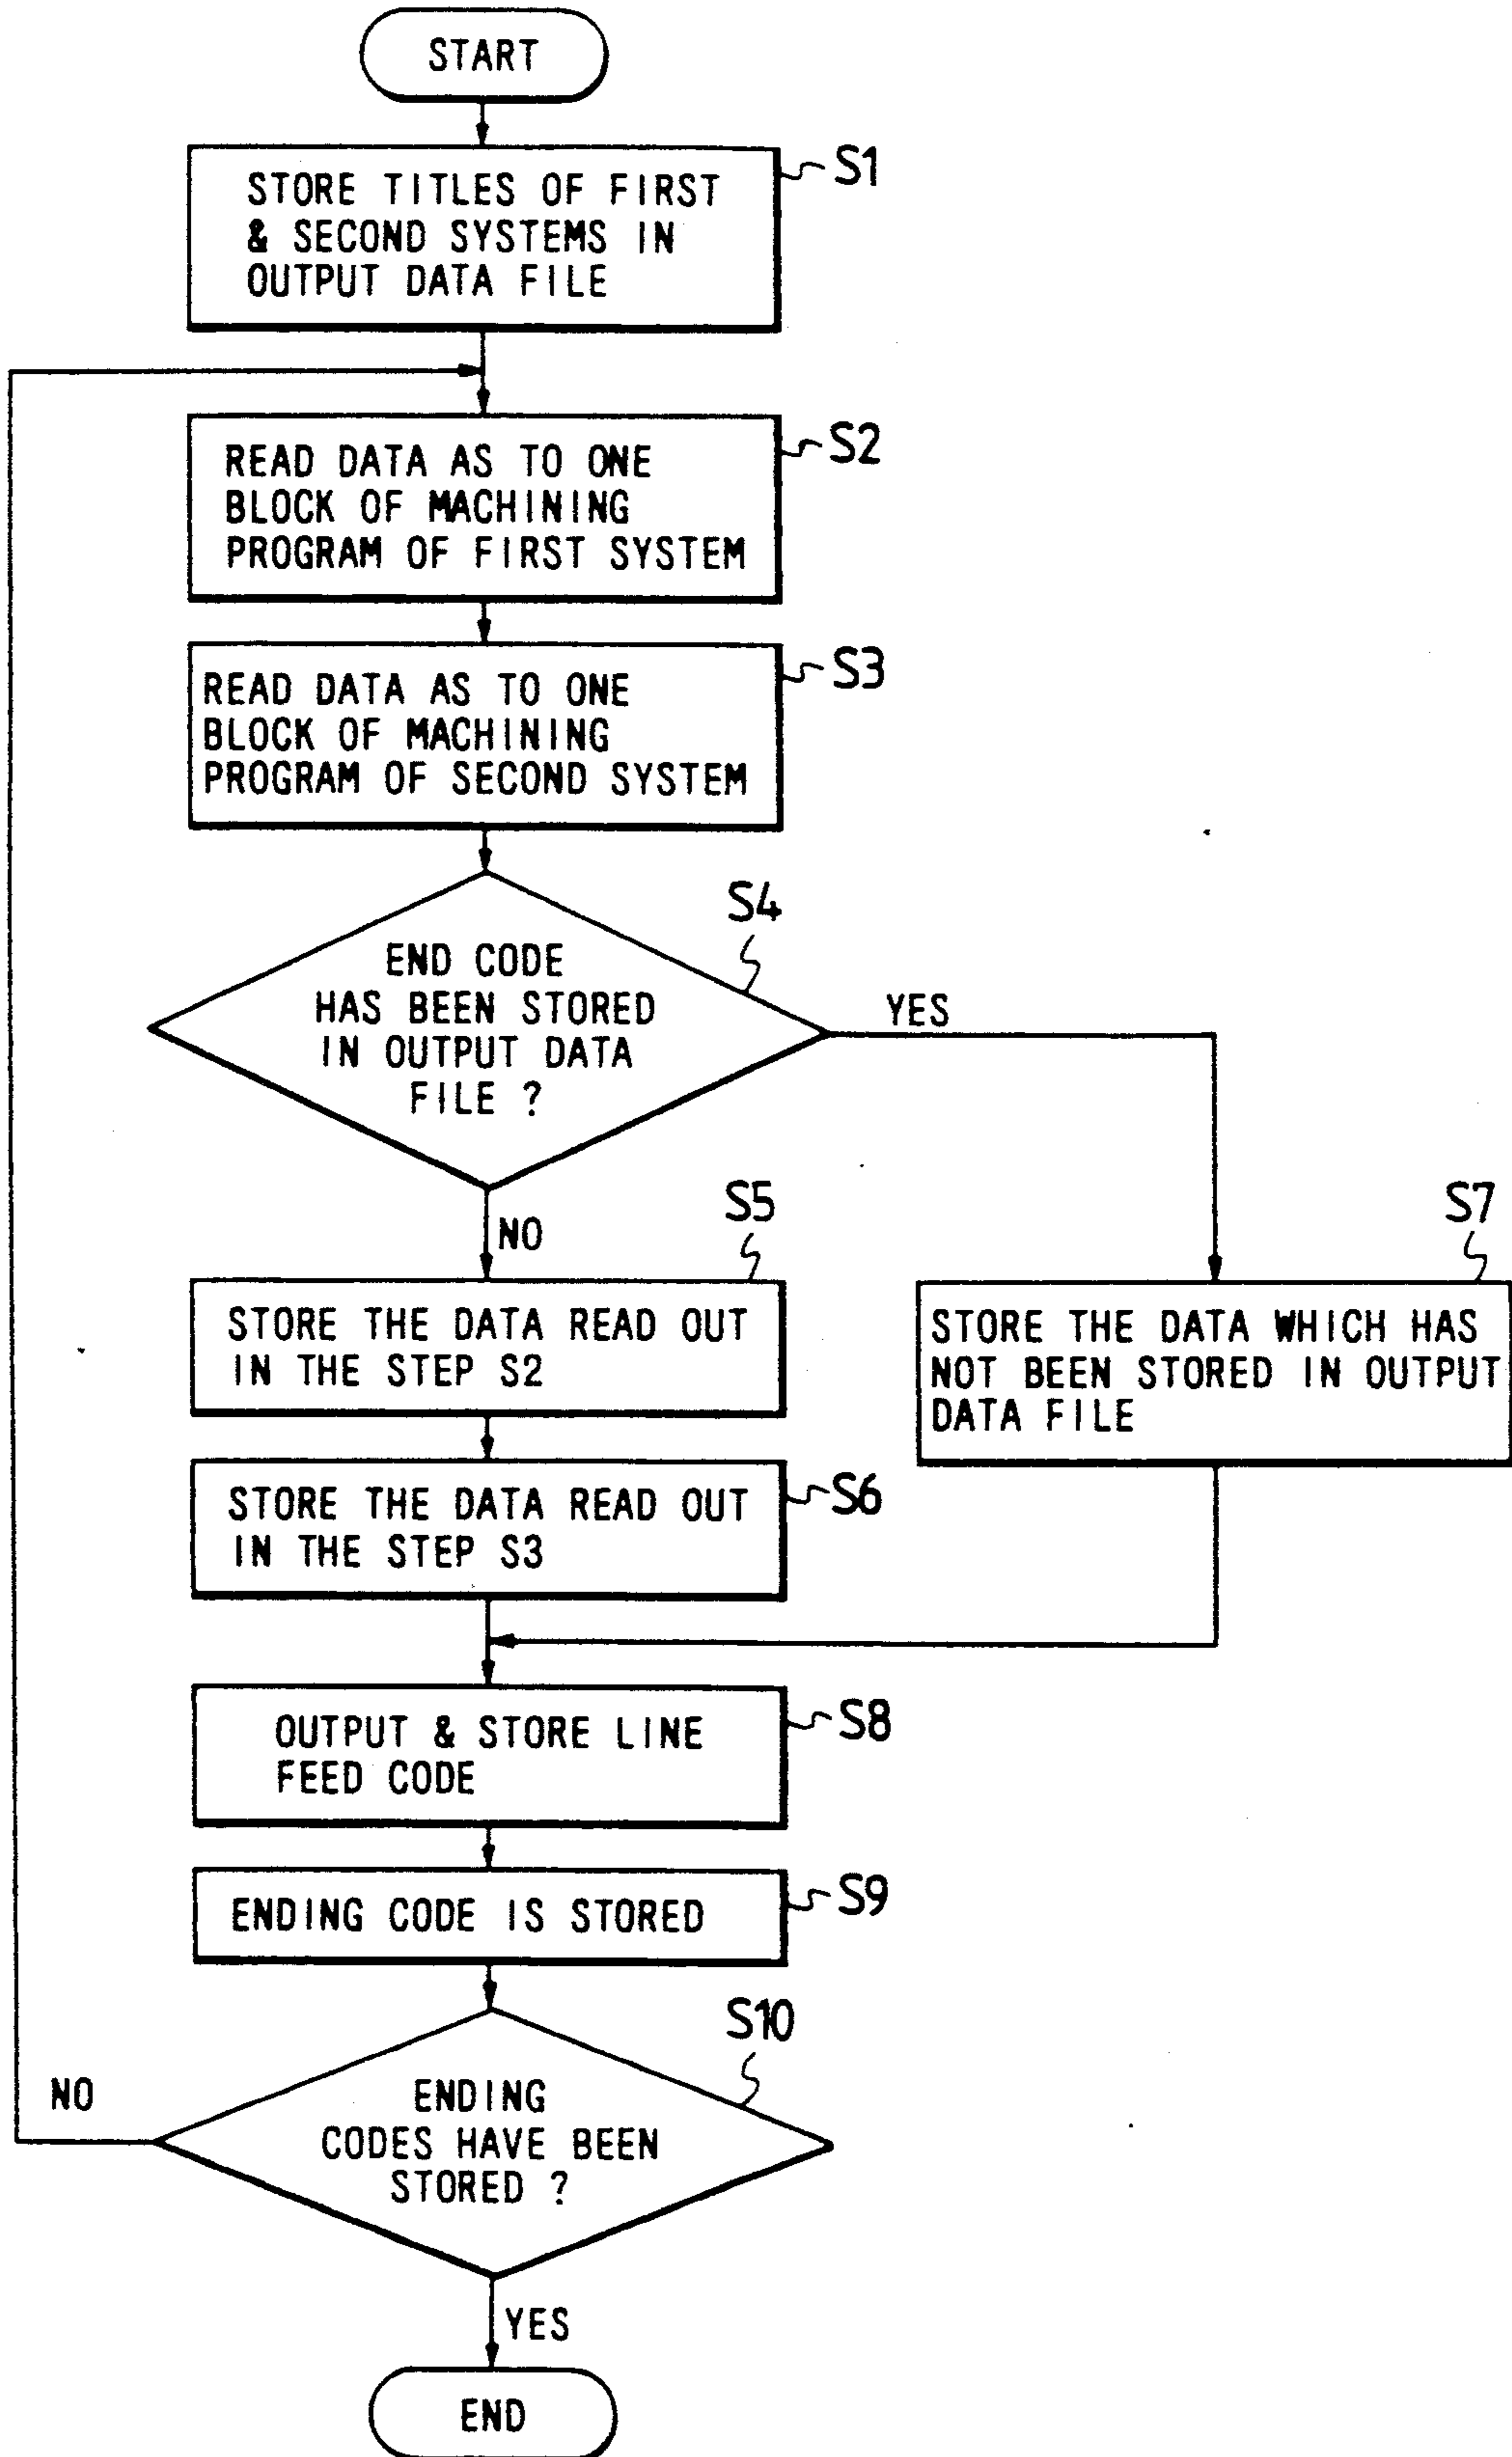 START
S1
STORE TITLES OF FIRST
& SECOND SYSTEMS IN
OUTPUT DATA FILE
S2
READ DATA AS TO ONE
BLOCK OF MACHINING
PROGRAM OF FIRST SYSTEM
S3
READ DATA AS TO ONE
BLOCK OF MACHINING
PROGRAM OF SECOND SYSTEM
S4
END CODE
HAS BEEN STORED
IN OUTPUT DATA
FILE ?
YES
NO
S5
STORE THE DATA READ OUT
IN THE STEP S2
S7
STORE THE DATA WHICH HAS
NOT BEEN STORED IN OUTPUT
DATA FILE
S6
STORE THE DATA READ OUT
IN THE STEP S3
S8
OUTPUT & STORE LINE
FEED CODE
S9
ENDING CODE IS STORED
S10
NO
ENDING
CODES HAVE BEEN
STORED ?
YES
END